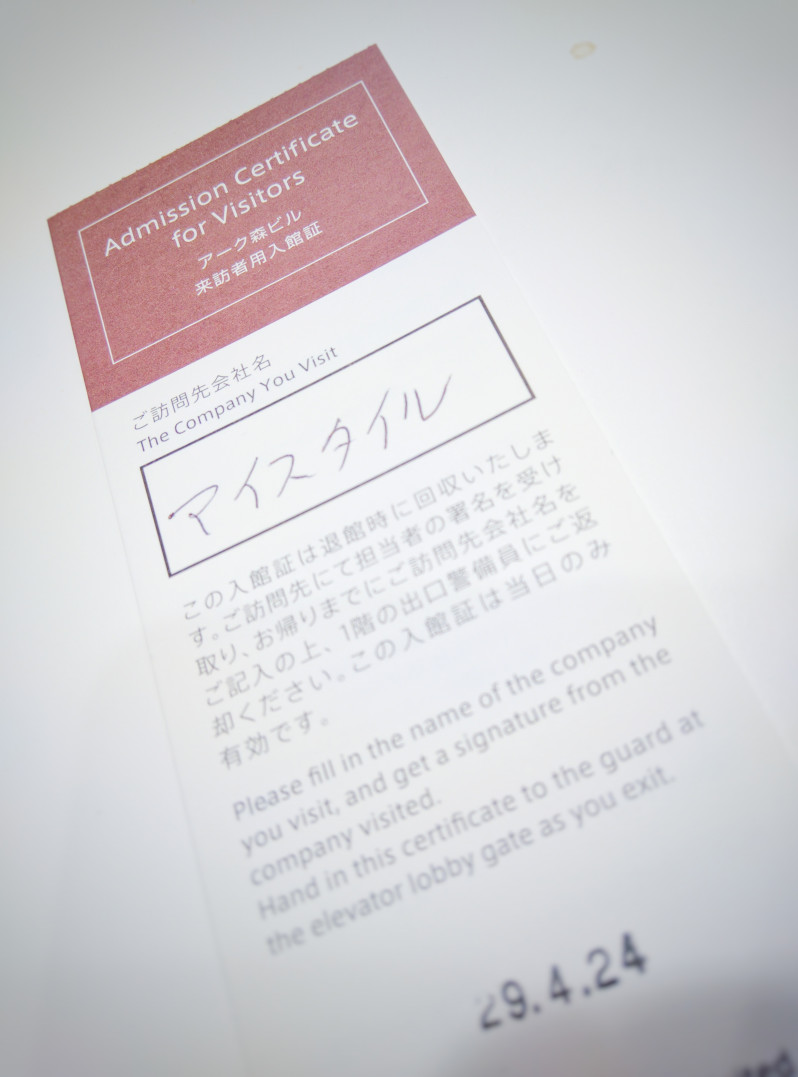 Admission Certificate
for Visitors
アーク森ビル
来訪者用入館証
ご訪問先会社名
The Company You Visit
アイスタイル
この入館証は退館時に回収いたしま
す。ご訪問先にて担当者の署名を受け
取り、お帰りまでにご訪問先会社名を
ご記入の上、1階の出口警備員にご返
却ください。この入館証は当日のみ
有効です。
Please fill in the name of the company
you visit, and get a signature from the
company visited.
Hand in this certificate to the guard at
the elevator lobby gate as you exit.
29.4.24